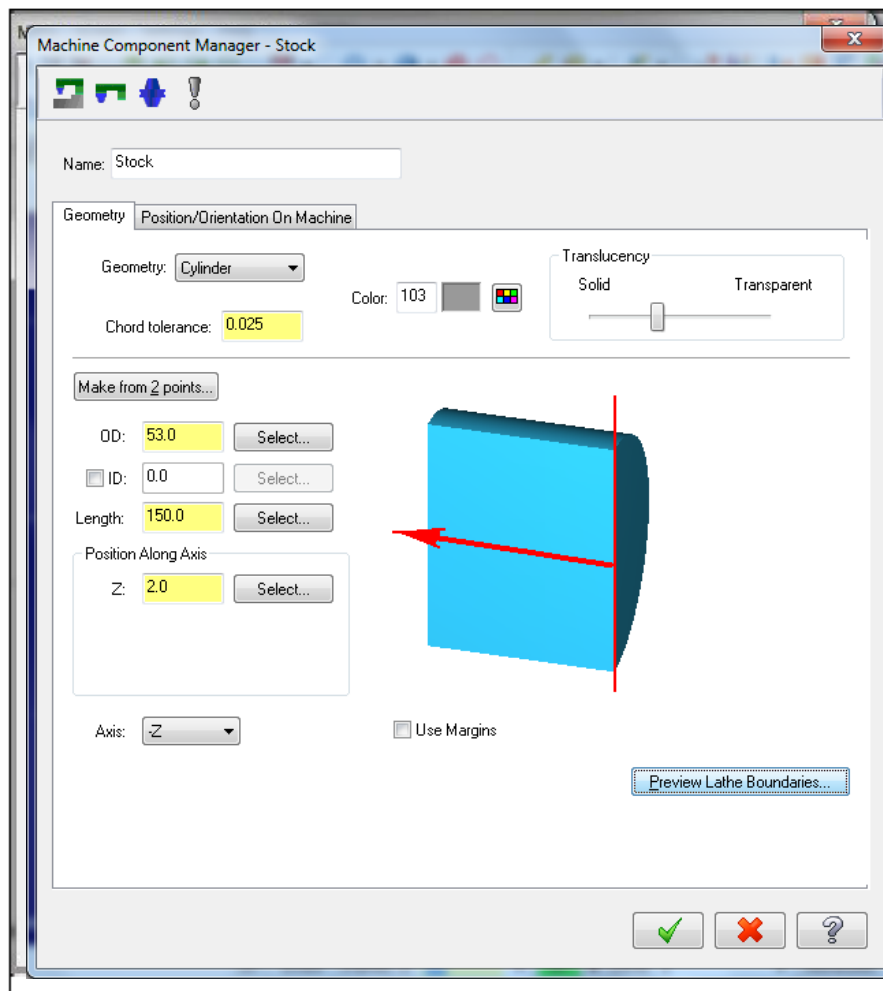 Machine Component Manager - Stock
Name: Stock
Geometry Position/Orientation On Machine
Geometry: Cylinder
Color: 103
Translucency
Solid Transparent
Chord tolerance: 0.025
Make from 2 points...
OD: 53.0 Select...
ID: 0.0 Select...
Length: 150.0 Select...
Position Along Axis
Z: 2.0 Select...
Axis: -Z
Use Margins
Preview Lathe Boundaries...